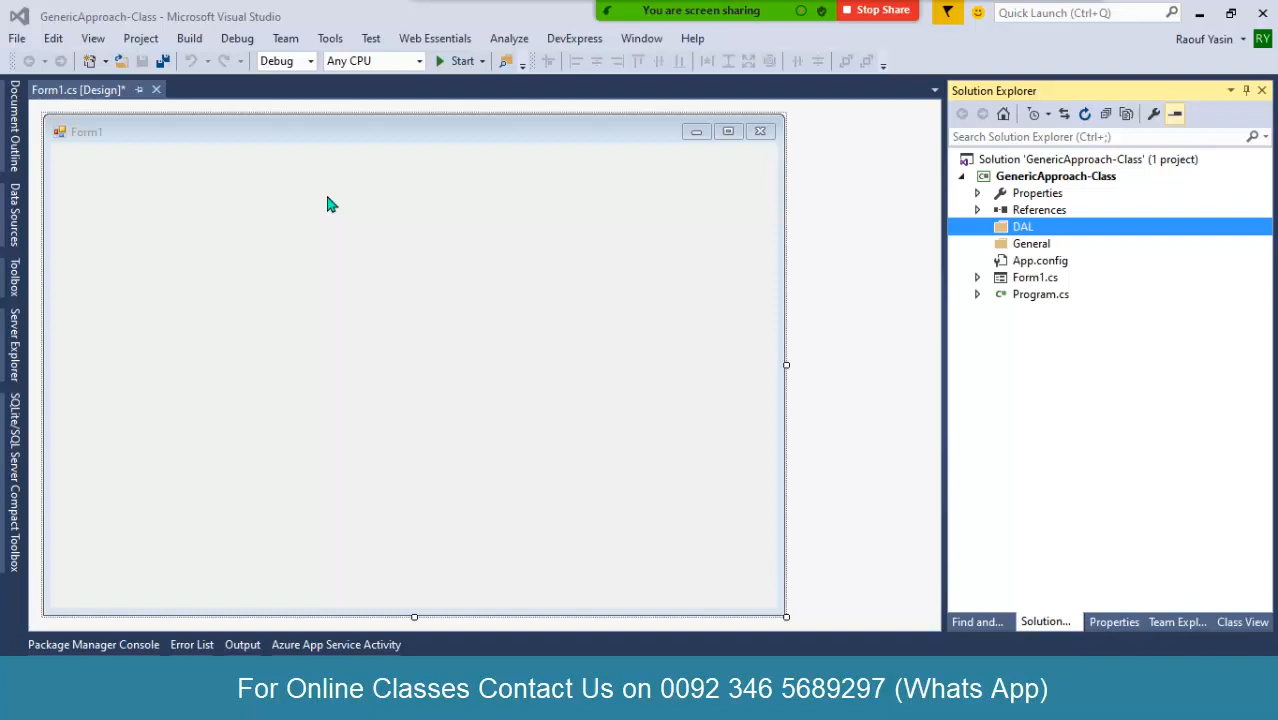 GenericApproach-Class - Microsoft Visual Studio
You are screen sharing
Stop Share
Quick Launch (Ctrl+Q)
File Edit View Project Build Debug Team Tools Test Web Essentials Analyze DevExpress Window Help
Raouf Yasin
RY
Debug
Any CPU
Start
Form1.cs [Design]*
Solution Explorer
Search Solution Explorer (Ctrl+;)
Form1
Solution 'GenericApproach-Class' (1 project)
GenericApproach-Class
Properties
References
DAL
General
App.config
Form1.cs
Program.cs
Document Outline
Data Sources
Toolbox
Server Explorer
SQLite/SQL Server Compact Toolbox
Find and... Solution... Properties Team Expl... Class View
Package Manager Console Error List Output Azure App Service Activity
For Online Classes Contact Us on 0092 346 5689297 (Whats App)